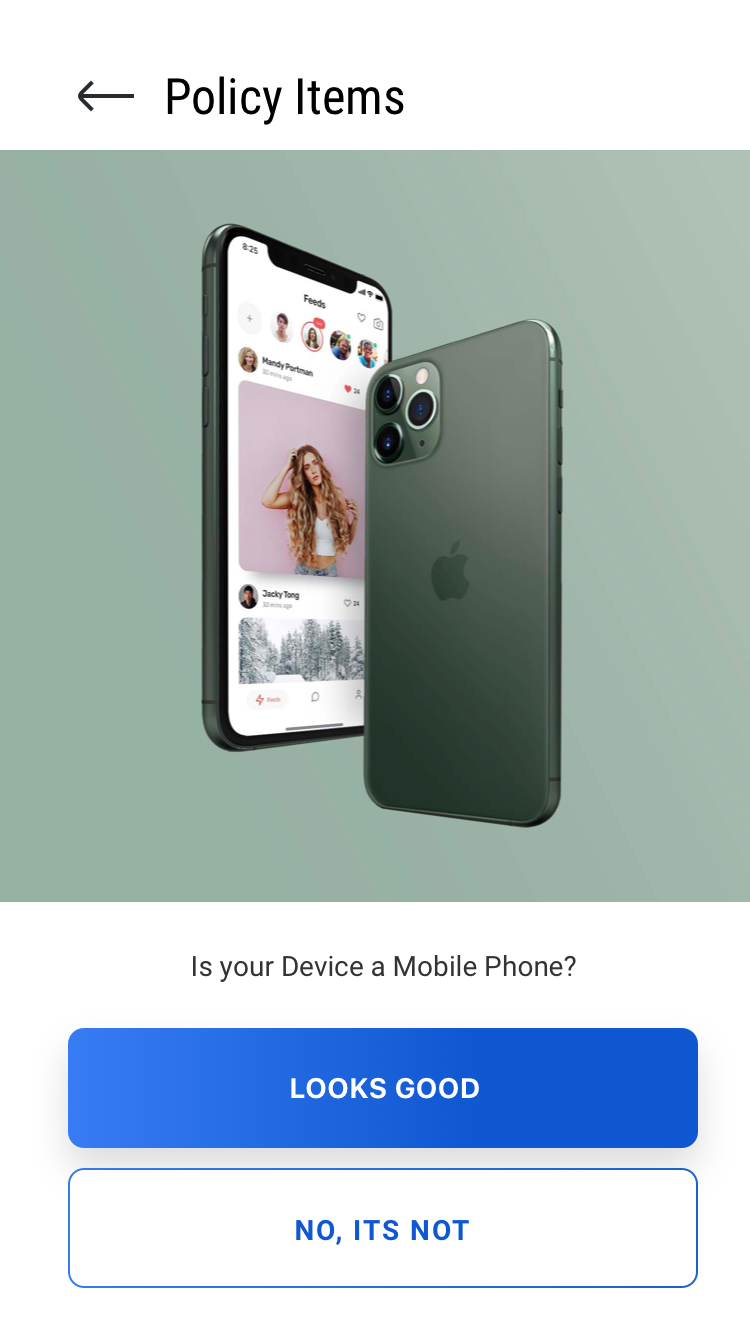 Policy Items
8:25
Feeds
Mandy Portman
30 mins ago
24
Jacky Tong
30 mins ago
24
Feeds
Is your Device a Mobile Phone?
LOOKS GOOD
NO, ITS NOT